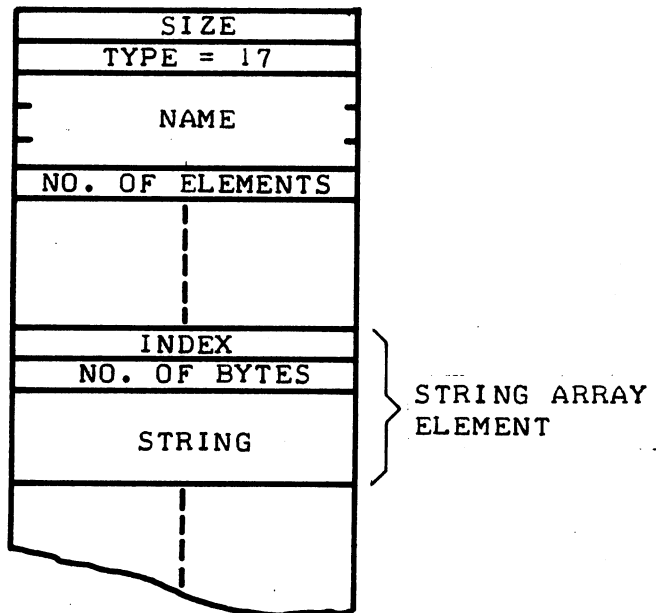 SIZE
TYPE = 17
NAME
NO. OF ELEMENTS
INDEX
NO. OF BYTES
STRING
STRING ARRAY
ELEMENT